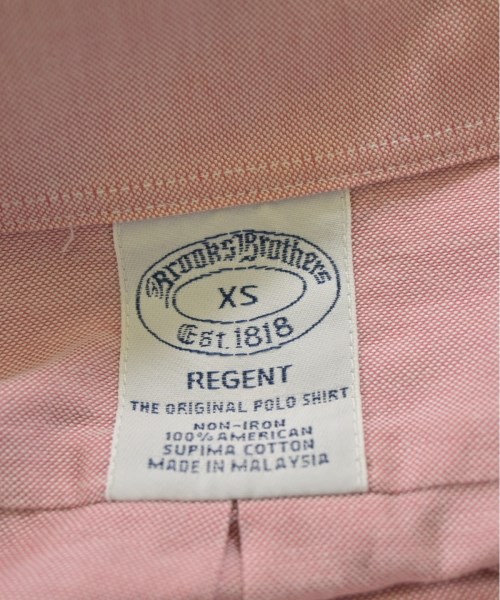 Brooks Brothers
XS
Est. 1818
REGENT
THE ORIGINAL POLO SHIRT
NON-IRON
100% AMERICAN
SUPIMA COTTON
MADE IN MALAYSIA